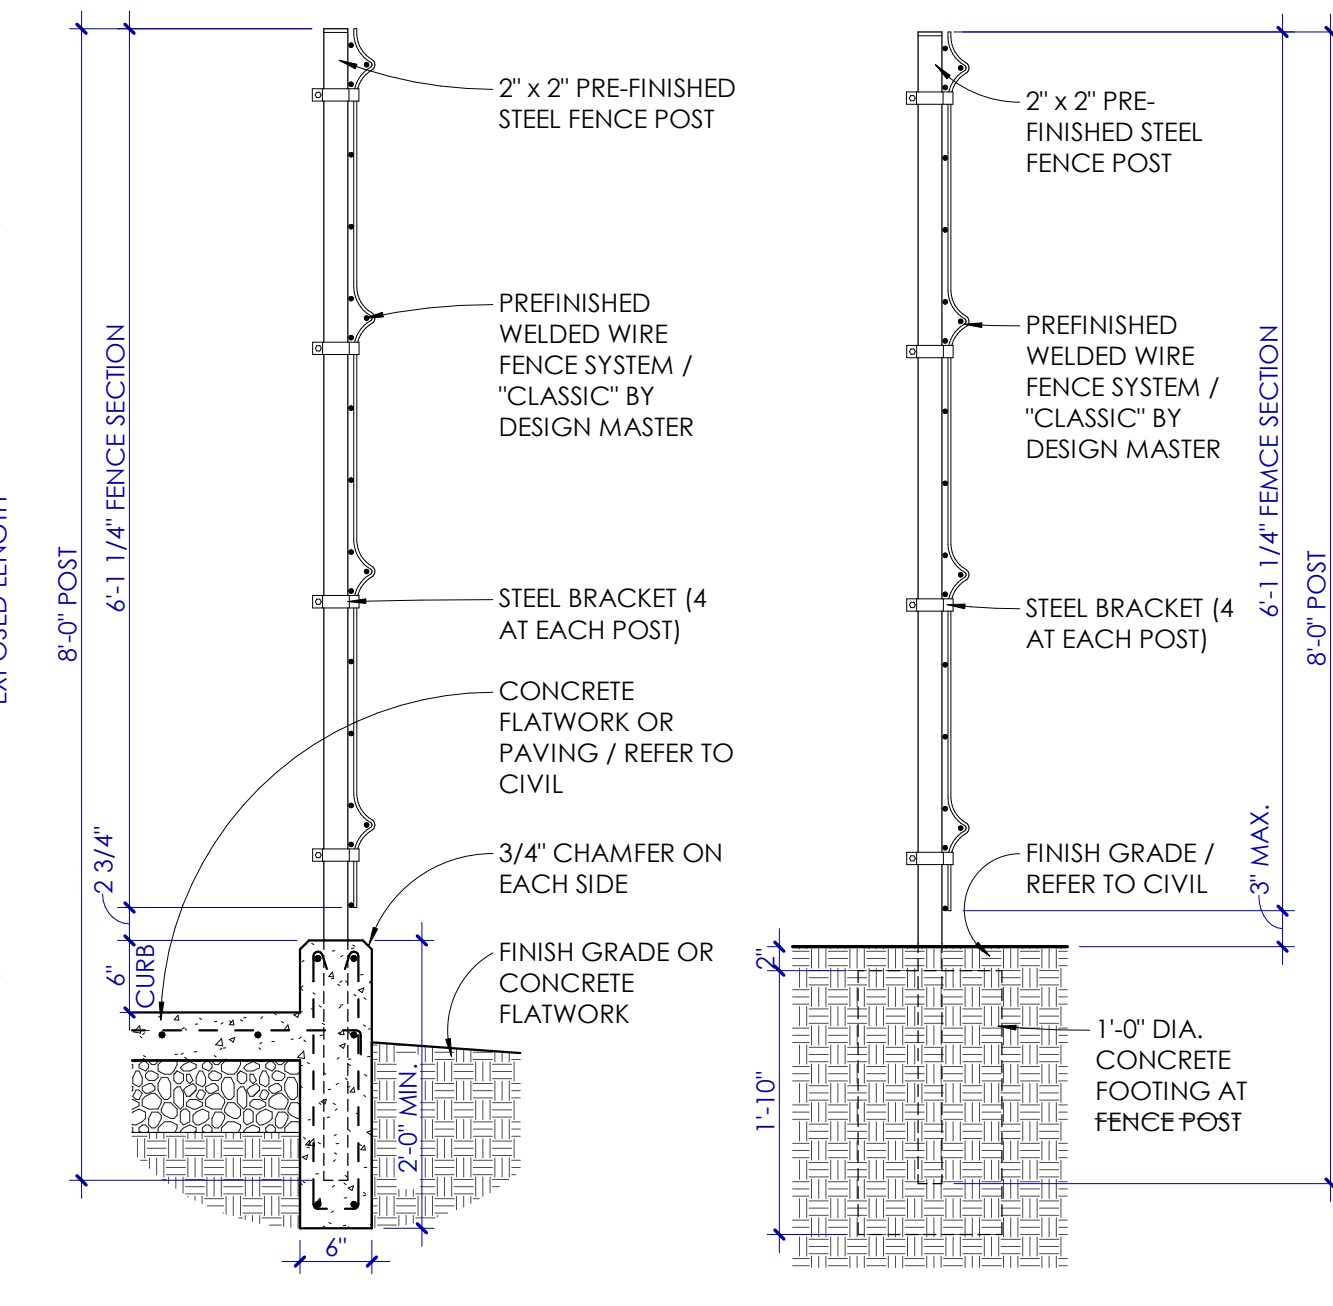 2" x 2" PRE-FINISHED
STEEL FENCE POST
PREFINISHED
WELDED WIRE
FENCE SYSTEM /
"CLASSIC" BY
DESIGN MASTER
STEEL BRACKET (4
AT EACH POST)
CONCRETE
FLATWORK OR
PAVING / REFER TO
CIVIL
3/4" CHAMFER ON
EACH SIDE
FINISH GRADE OR
CONCRETE
FLATWORK
8'-0" POST
6'-1 1/4" FENCE SECTION
2 3/4"
6"
CURB
2'-0" MIN.
6"
2" x 2" PRE-
FINISHED STEEL
FENCE POST
PREFINISHED
WELDED WIRE
FENCE SYSTEM /
"CLASSIC" BY
DESIGN MASTER
STEEL BRACKET (4
AT EACH POST)
FINISH GRADE /
REFER TO CIVIL
1'-0" DIA.
CONCRETE
FOOTING AT
FENCE POST
6'-1 1/4" FEMCE SECTION
8'-0" POST
3" MAX.
2"
1'-10"